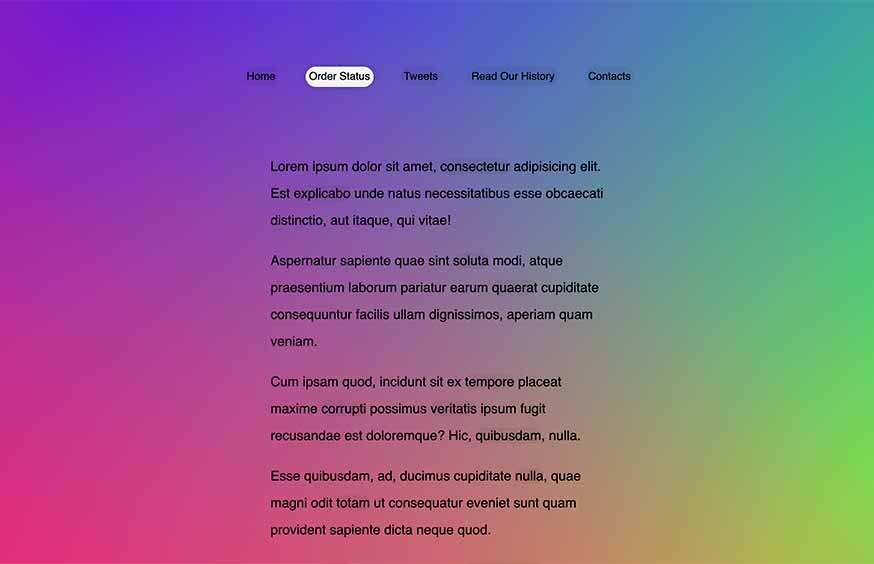 Home Order Status Tweets Read Our History Contacts
Lorem ipsum dolor sit amet, consectetur adipisicing elit.
Est explicabo unde natus necessitatibus esse obcaecati
distinctio, aut itaque, qui vitae!
Aspernatur sapiente quae sint soluta modi, atque
praesentium laborum pariatur earum quaerat cupiditate
consequuntur facilis ullam dignissimos, aperiam quam
veniam.
Cum ipsam quod, incidunt sit ex tempore placeat
maxime corrupti possimus veritatis ipsum fugit
recusandae est doloremque? Hic, quibusdam, nulla.
Esse quibusdam, ad, ducimus cupiditate nulla, quae
magni odit totam ut consequatur eveniet sunt quam
provident sapiente dicta neque quod.